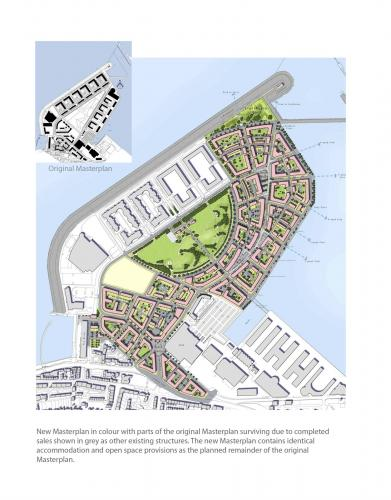 Original Masterplan
New Masterplan in colour with parts of the original Masterplan surviving due to completed
sales shown in grey as other existing structures. The new Masterplan contains identical
accommodation and open space provisions as the planned remainder of the original
Masterplan.